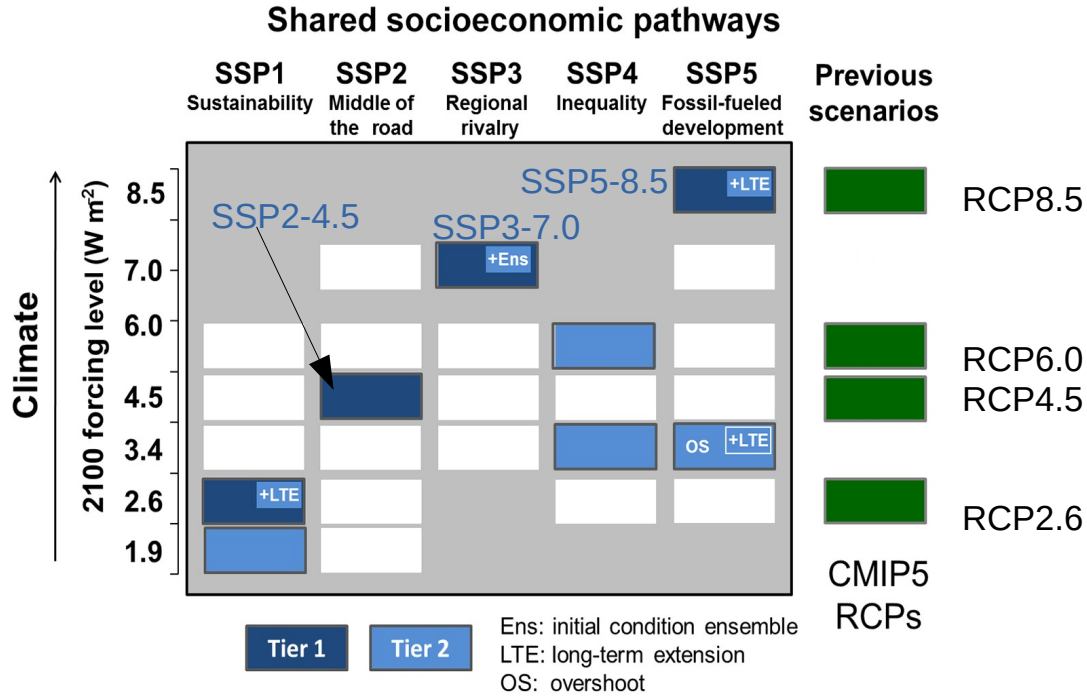 Shared socioeconomic pathways
SSP1
Sustainability
SSP2
Middle of
the road
SSP3
Regional
rivalry
SSP4
Inequality
SSP5
Fossil-fueled
development
Previous
scenarios
Climate
2100 forcing level (W m-2)
8.5
7.0
6.0
4.5
3.4
2.6
1.9
SSP5-8.5
+LTE
SSP2-4.5
SSP3-7.0
+Ens
OS
+LTE
+LTE
RCP8.5
RCP6.0
RCP4.5
RCP2.6
CMIP5
RCPs
Tier 1
Tier 2
Ens: initial condition ensemble
LTE: long-term extension
OS: overshoot